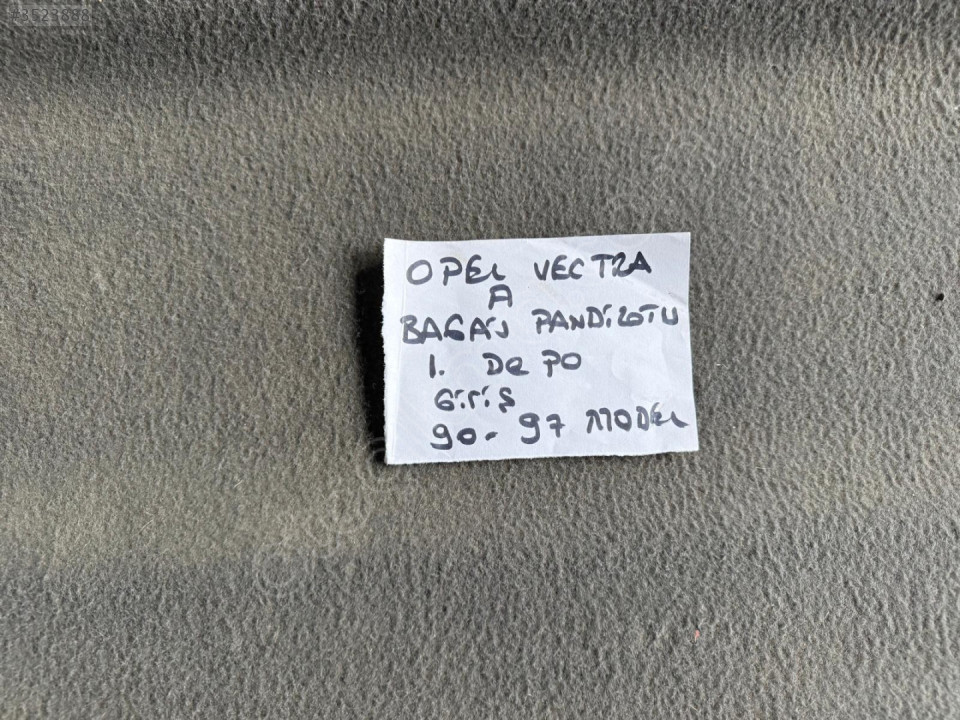 OPEL VECTRA
A
BAGAJ PANDİZOTU
1. DEPO
GİRİŞ
90-97 MODEL